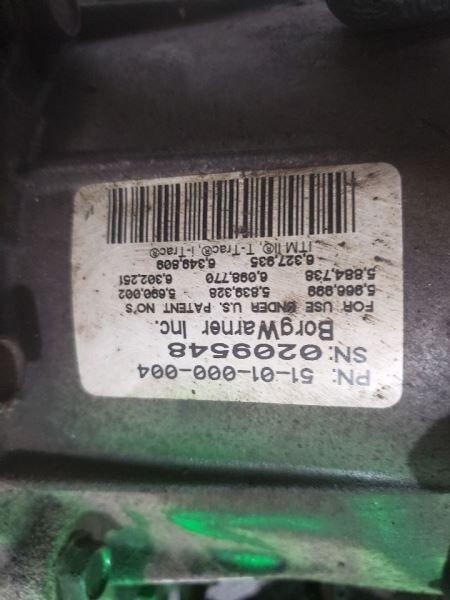 PN: 51-01-000-004
SN: 0209548
BorgWarner Inc.
FOR USE UNDER U.S. PATENT NO'S
5,966,999 5,839,328 5,690,002
5,884,738 6,098,770 6,302,251
6,327,935 6,349,809
ITM II®, T-Trac®, i-Trac®